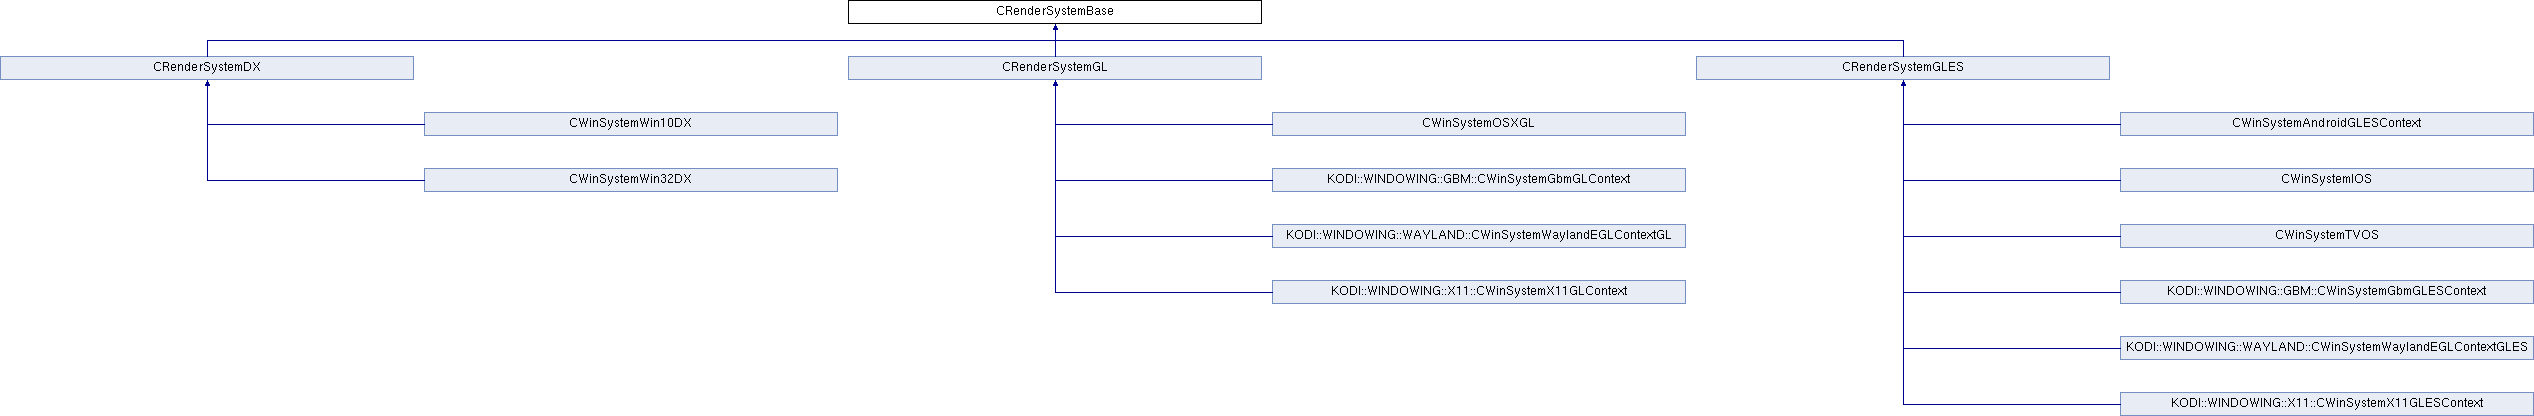 CRenderSystemBase
CRenderSystemDX
CRenderSystemGL
CRenderSystemGLES
CWinSystemWin10DX
CWinSystemOSXGL
CWinSystemAndroidGLESContext
CWinSystemWin32DX
KODI::WINDOWING::GBM::CWinSystemGbmGLContext
CWinSystemIOS
KODI::WINDOWING::WAYLAND::CWinSystemWaylandEGLContextGL
CWinSystemTVOS
KODI::WINDOWING::X11::CWinSystemX11GLContext
KODI::WINDOWING::GBM::CWinSystemGbmGLESContext
KODI::WINDOWING::WAYLAND::CWinSystemWaylandEGLContextGLES
KODI::WINDOWING::X11::CWinSystemX11GLESContext